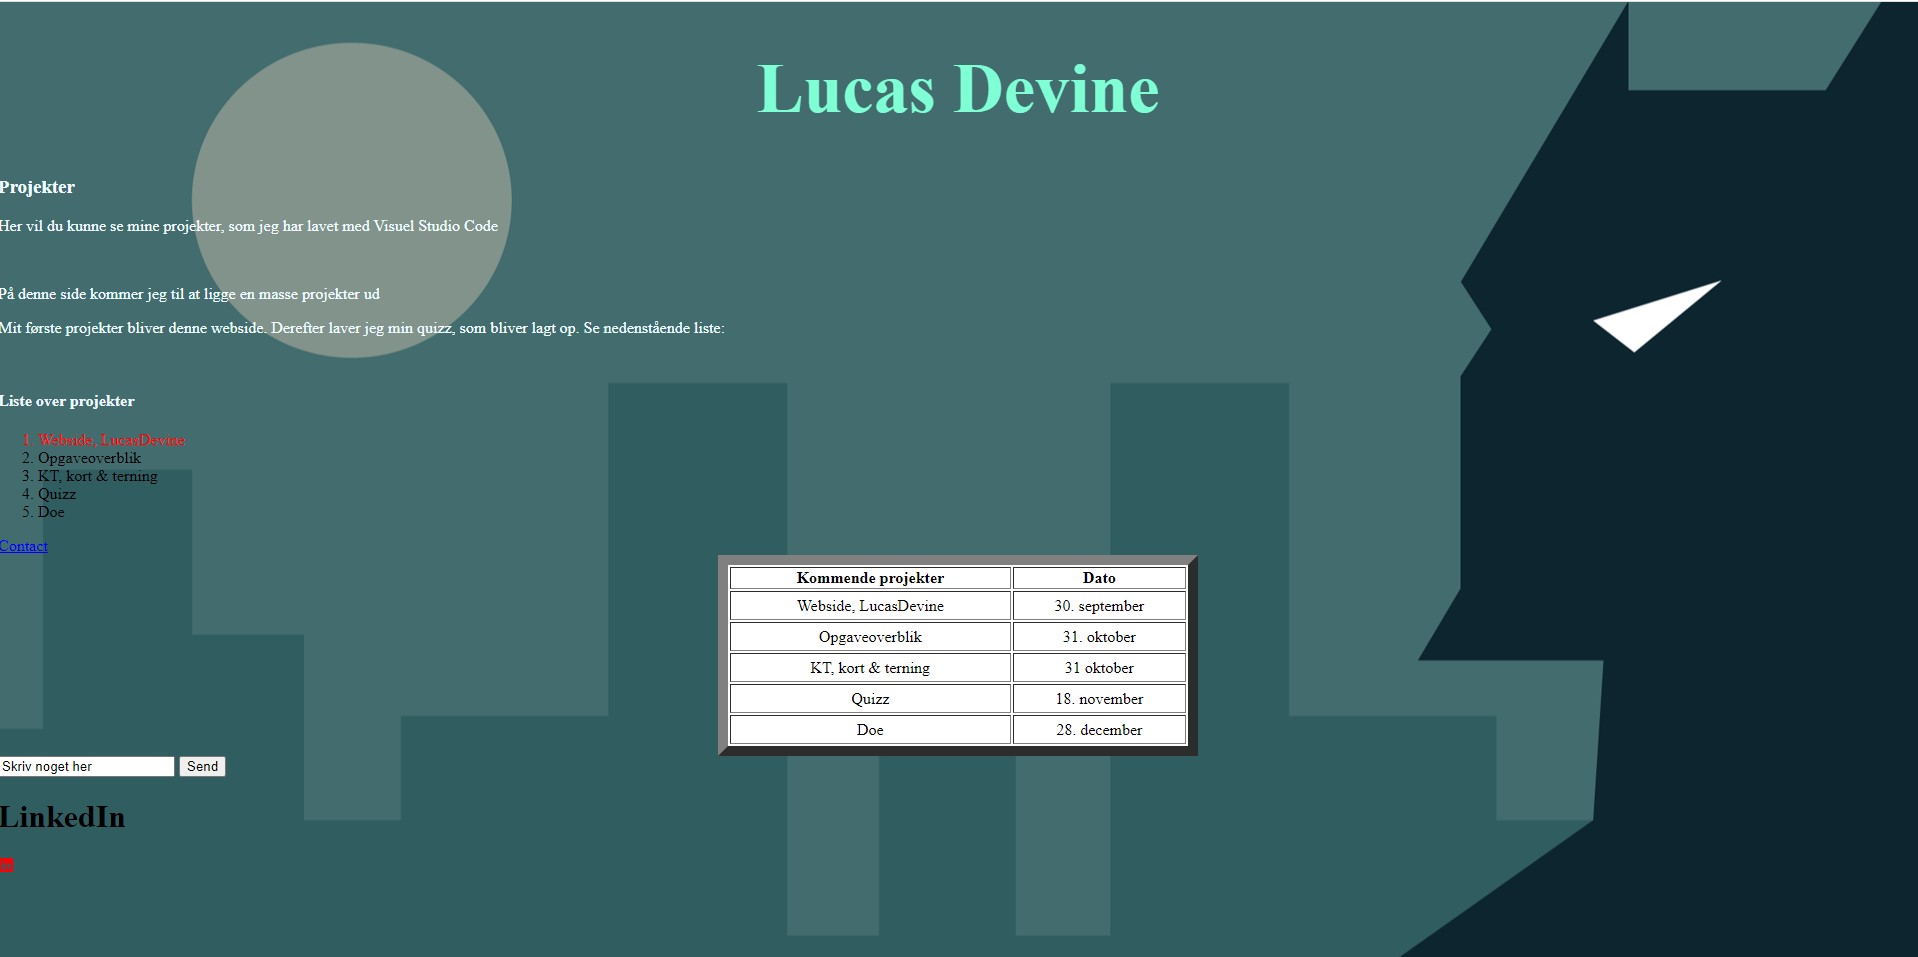 Lucas Devine
Projekter
Her vil du kunne se mine projekter, som jeg har lavet med Visuel Studio Code
På denne side kommer jeg til at ligge en masse projekter ud
Mit første projekter bliver denne webside. Derefter laver jeg min quizz, som bliver lagt op. Se nedenstående liste:
Liste over projekter
1. Webside, LucasDevine
2. Opgaveoverblik
3. KT, kort & terning
4. Quizz
5. Doe
Contact
Kommende projekter Dato
Webside, LucasDevine 30. september
Opgaveoverblik 31. oktober
KT, kort & terning 31 oktober
Quizz 18. november
Doe 28. december
Skriv noget her Send
LinkedIn